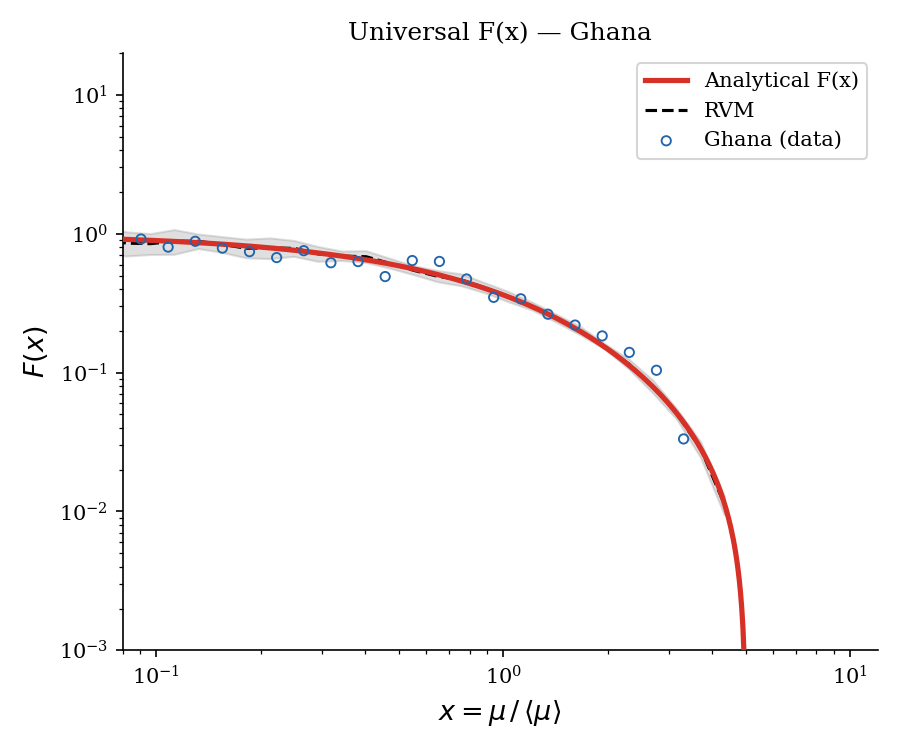 Universal F(x) — Ghana
Analytical F(x)
RVM
Ghana (data)
10¹
10⁰
10⁻¹
10⁻²
10⁻³
F(x)
10⁻¹
10⁰
10¹
x = μ / ⟨μ⟩